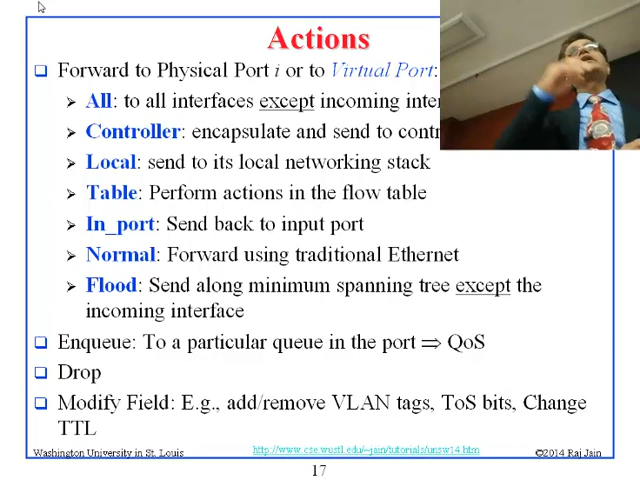 Actions
❑ Forward to Physical Port i or to Virtual Port:
➢ All: to all interfaces except incoming
➢ Controller: encapsulate and send to
➢ Local: send to its local networking stack
➢ Table: Perform actions in the flow table
➢ In_port: Send back to input port
➢ Normal: Forward using traditional Ethernet
➢ Flood: Send along minimum spanning tree except the
incoming interface
❑ Enqueue: To a particular queue in the port ⇒ QoS
❑ Drop
❑ Modify Field: E.g., add/remove VLAN tags, ToS bits, Change
TTL
Washington University in St. Louis http://www.cse.wustl.edu/~jain/tutorials/unsw14.htm ©2014 Raj Jain
17